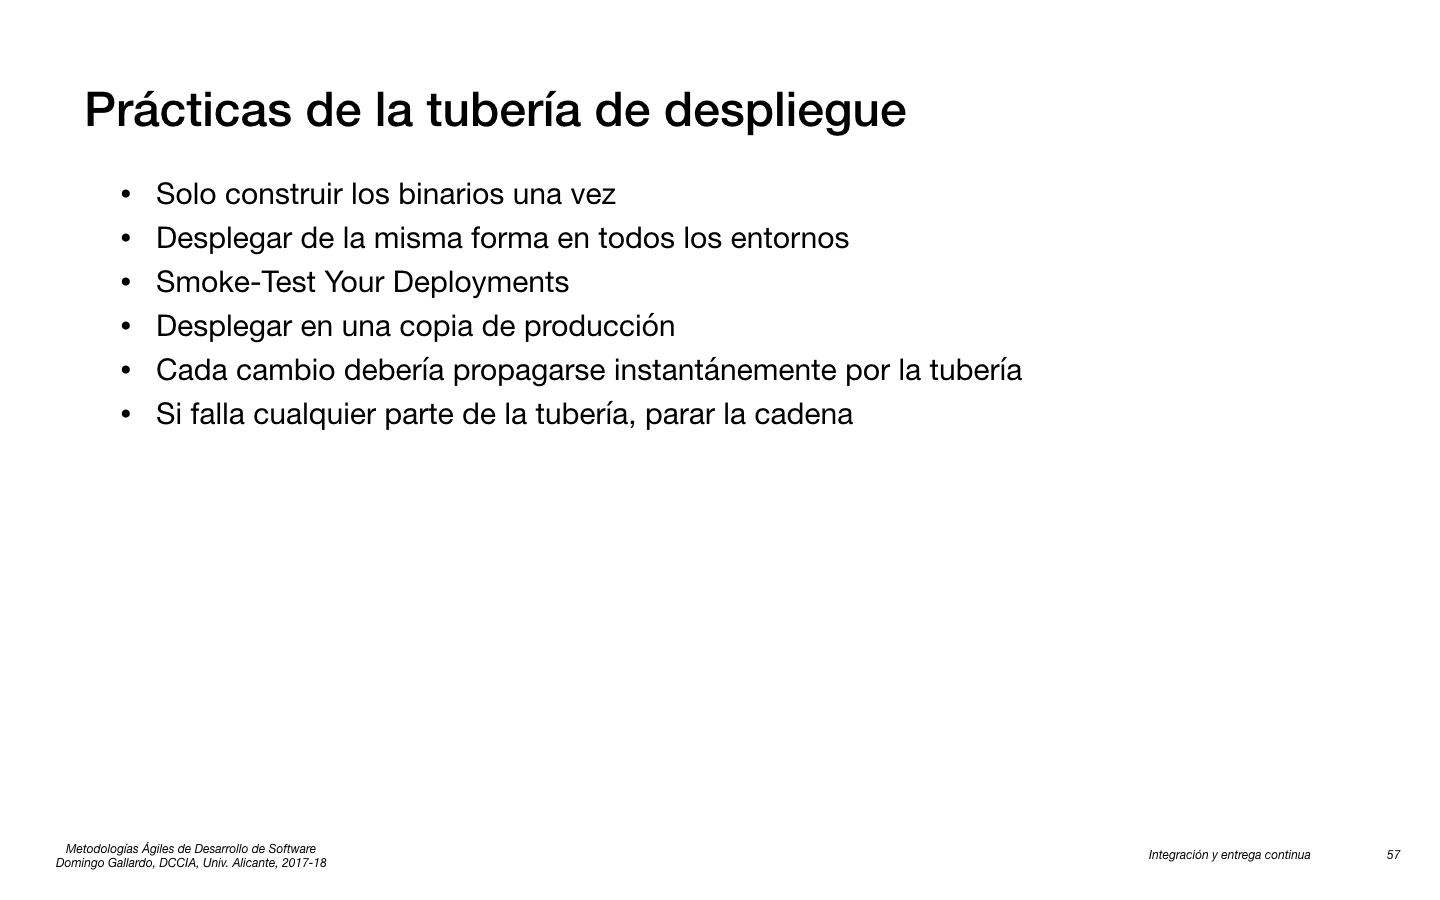 Prácticas de la tubería de despliegue
• Solo construir los binarios una vez
• Desplegar de la misma forma en todos los entornos
• Smoke-Test Your Deployments
• Desplegar en una copia de producción
• Cada cambio debería propagarse instantánemente por la tubería
• Si falla cualquier parte de la tubería, parar la cadena
Metodologías Ágiles de Desarrollo de Software
Domingo Gallardo, DCCIA, Univ. Alicante, 2017-18
Integración y entrega continua
57